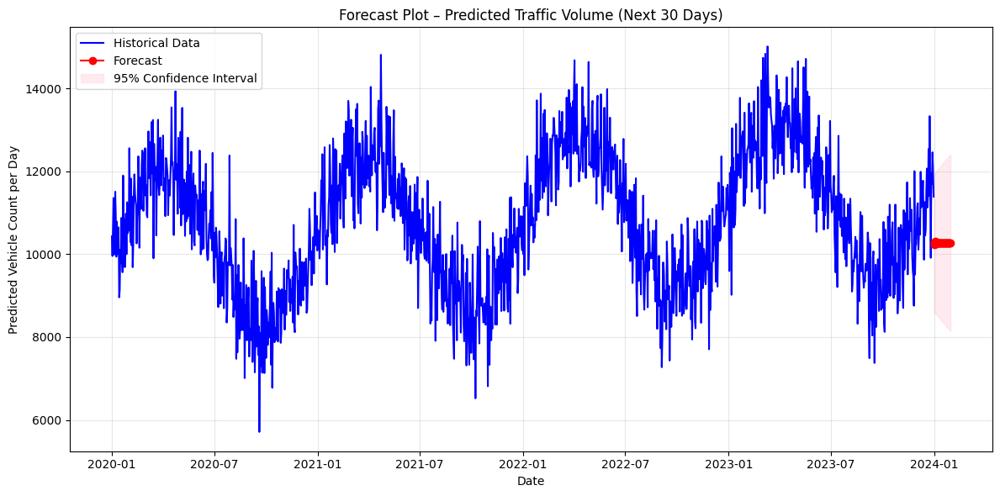 Forecast Plot – Predicted Traffic Volume (Next 30 Days)
Historical Data
Forecast
95% Confidence Interval
Predicted Vehicle Count per Day
14000
12000
10000
8000
6000
2020-01
2020-07
2021-01
2021-07
2022-01
2022-07
2023-01
2023-07
2024-01
Date